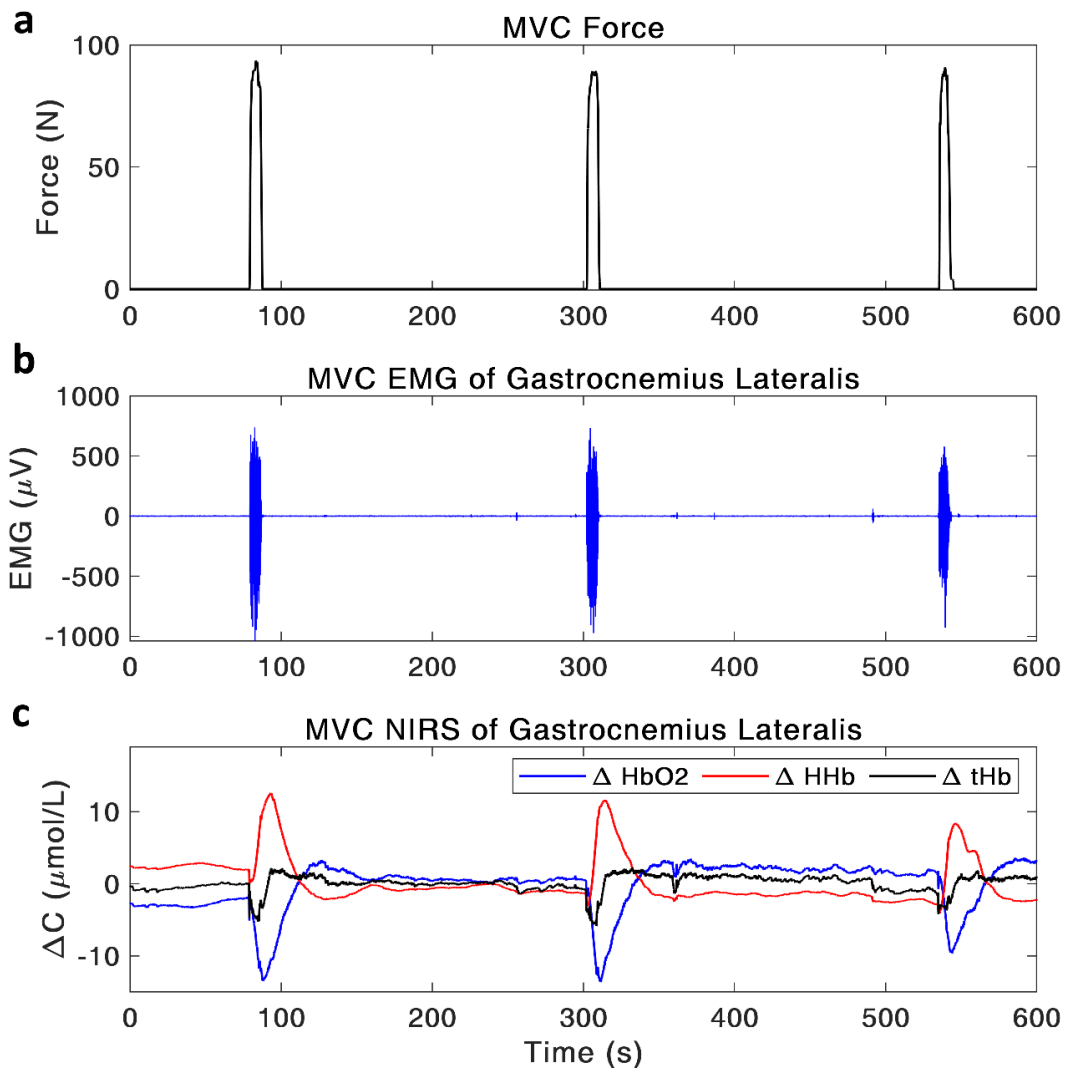 a
MVC Force
Force (N)
100
50
0
0 100 200 300 400 500 600
b
MVC EMG of Gastrocnemius Lateralis
EMG (μV)
1000
500
0
-500
-1000
0 100 200 300 400 500 600
c
MVC NIRS of Gastrocnemius Lateralis
Δ HbO2 Δ HHb Δ tHb
ΔC (μmol/L)
10
0
-10
0 100 200 300 400 500 600
Time (s)